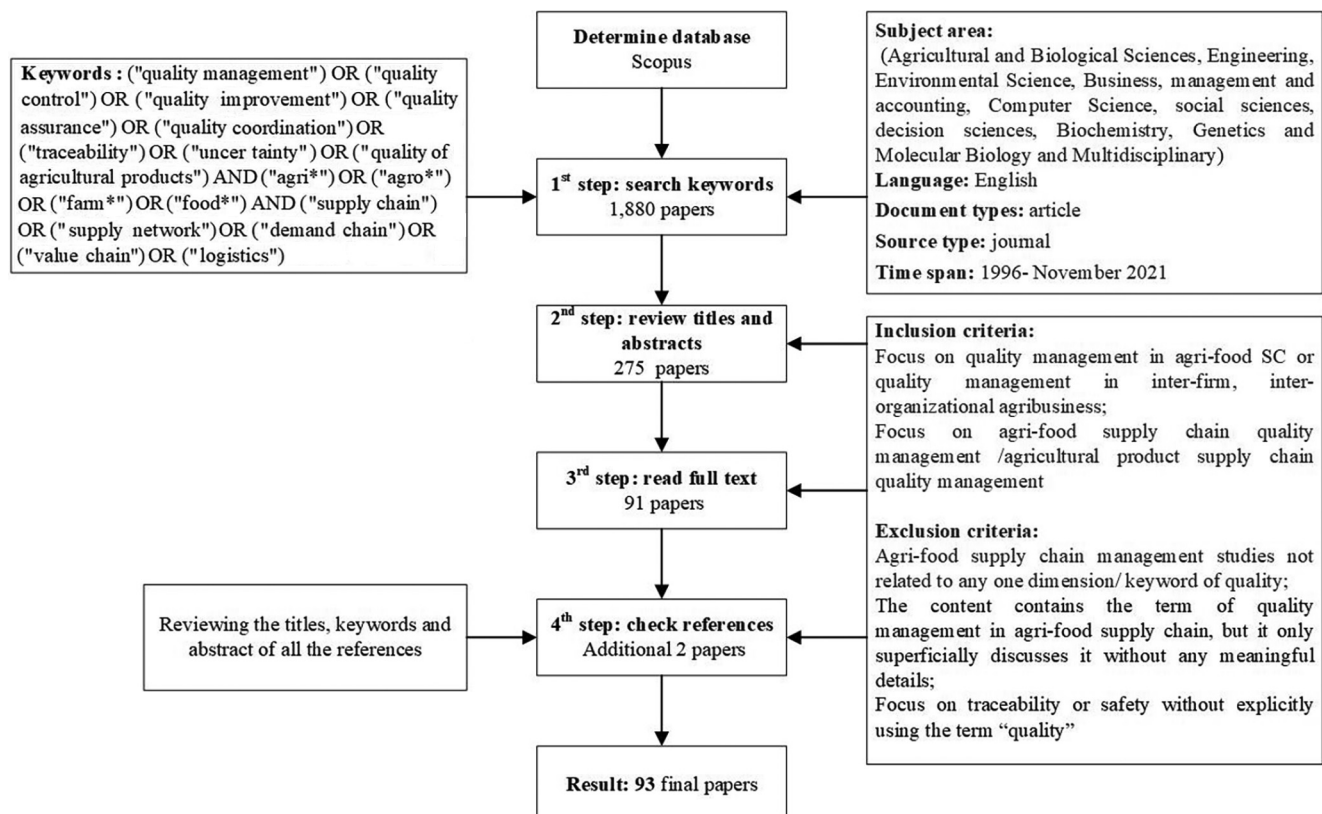 Determine database
Scopus
Keywords : ("quality management") OR ("quality
control") OR ("quality improvement") OR ("quality
assurance") OR ("quality coordination") OR
("traceability") OR ("uncer tainty") OR ("quality of
agricultural products") AND ("agri*") OR ("agro*")
OR ("farm*") OR ("food*") AND ("supply chain")
OR ("supply network") OR ("demand chain") OR
("value chain") OR ("logistics")
Subject area:
(Agricultural and Biological Sciences, Engineering,
Environmental Science, Business, management and
accounting, Computer Science, social sciences,
decision sciences, Biochemistry, Genetics and
Molecular Biology and Multidisciplinary)
Language: English
Document types: article
Source type: journal
Time span: 1996- November 2021
1st step: search keywords
1,880 papers
2nd step: review titles and
abstracts
275 papers
Inclusion criteria:
Focus on quality management in agri-food SC or
quality management in inter-firm, inter-
organizational agribusiness;
Focus on agri-food supply chain quality
management /agricultural product supply chain
quality management
Exclusion criteria:
Agri-food supply chain management studies not
related to any one dimension/ keyword of quality;
The content contains the term of quality
management in agri-food supply chain, but it only
superficially discusses it without any meaningful
details;
Focus on traceability or safety without explicitly
using the term “quality”
3rd step: read full text
91 papers
Reviewing the titles, keywords and
abstract of all the references
4th step: check references
Additional 2 papers
Result: 93 final papers